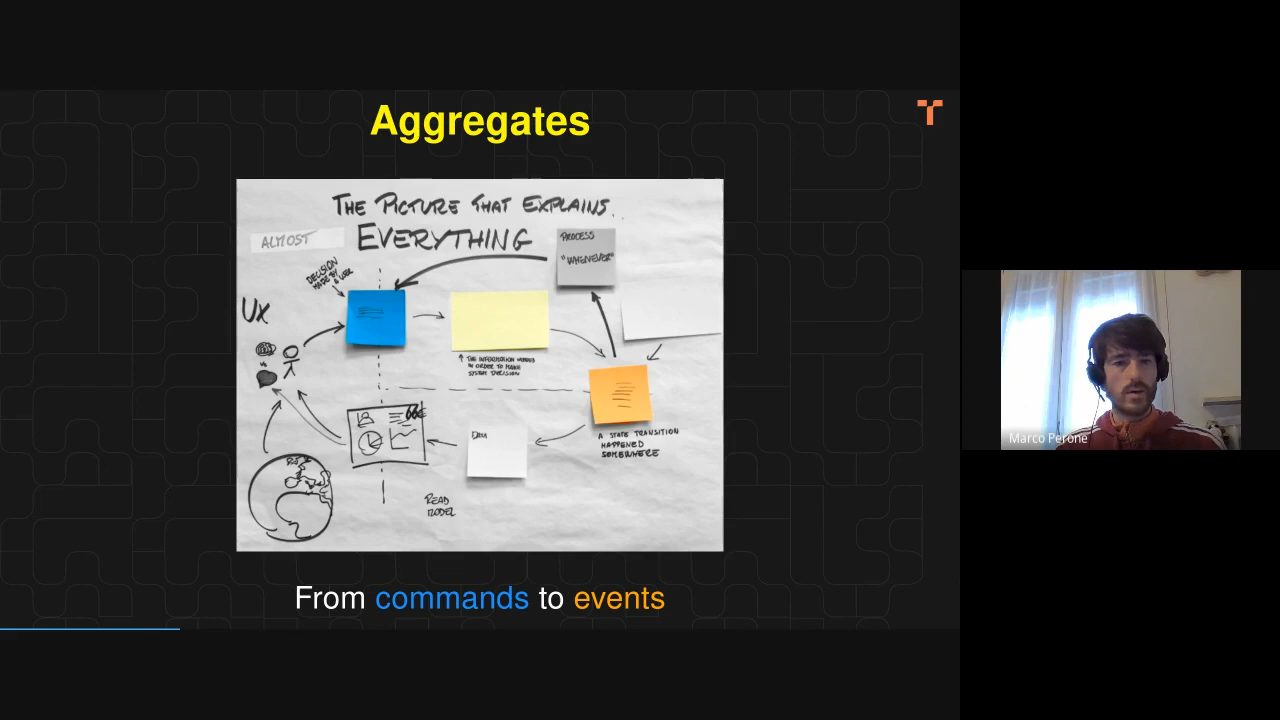 Aggregates
THE PICTURE THAT EXPLAINS..
ALMOST
EVERYTHING
PROCESS
"WHENEVER"
DECISION
MADE BY
A USER
UX
VS
↑ THE INFORMATION NEEDED
IN ORDER TO MAKE
SYSTEM DECISION
DATA
A STATE TRANSITION
HAPPENED
SOMEWHERE
READ
MODEL
From commands to events
Marco Perone